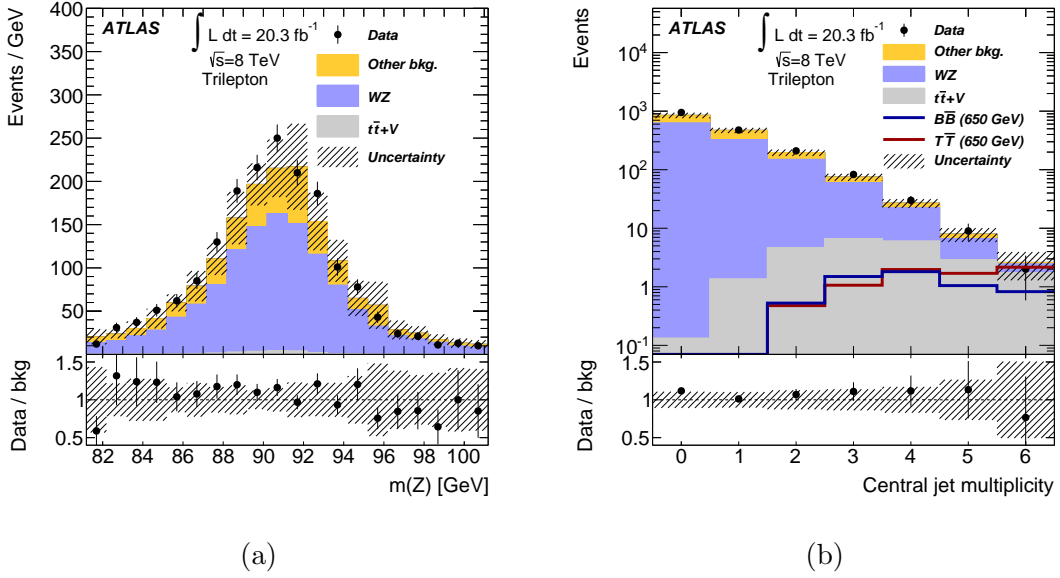 ATLAS
∫ L dt = 20.3 fb⁻¹
√s=8 TeV
Trilepton
Data
Other bkg.
WZ
tt̅+V
Uncertainty
Events / GeV
400
350
300
250
200
150
100
50
Data / bkg
1.5
1
0.5
82 84 86 88 90 92 94 96 98 100
m(Z) [GeV]
(a)
ATLAS
∫ L dt = 20.3 fb⁻¹
√s=8 TeV
Trilepton
Data
Other bkg.
WZ
tt̅+V
BB̅ (650 GeV)
TT̅ (650 GeV)
Uncertainty
Events
10⁴
10³
10²
10
1
10⁻¹
Data / bkg
1.5
1
0.5
0 1 2 3 4 5 6
Central jet multiplicity
(b)